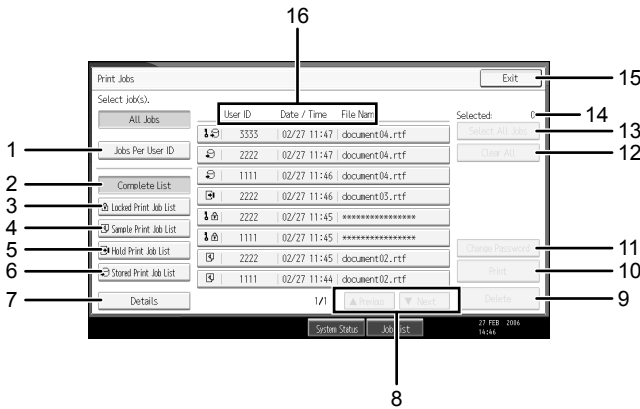 16
Print Jobs
Exit
15
Select job(s).
All Jobs
User ID Date / Time File Nam
Selected: 0
14
3333 02/27 11:47 document04.rtf
Select All Jobs
13
1
Jobs Per User ID
2222 02/27 11:47 document04.rtf
Clear All
12
2
Complete List
1111 02/27 11:46 document04.rtf
3
Locked Print Job List
2222 02/27 11:46 document03.rtf
4
Sample Print Job List
2222 02/27 11:45 ****************
5
Hold Print Job List
1111 02/27 11:45 ****************
Change Password
11
6
Stored Print Job List
2222 02/27 11:45 document02.rtf
Print
10
1111 02/27 11:44 document02.rtf
7
Details
1/1
▲ Previous
▼ Next
Delete
9
System Status
Job List
27 FEB 2006
14:46
8